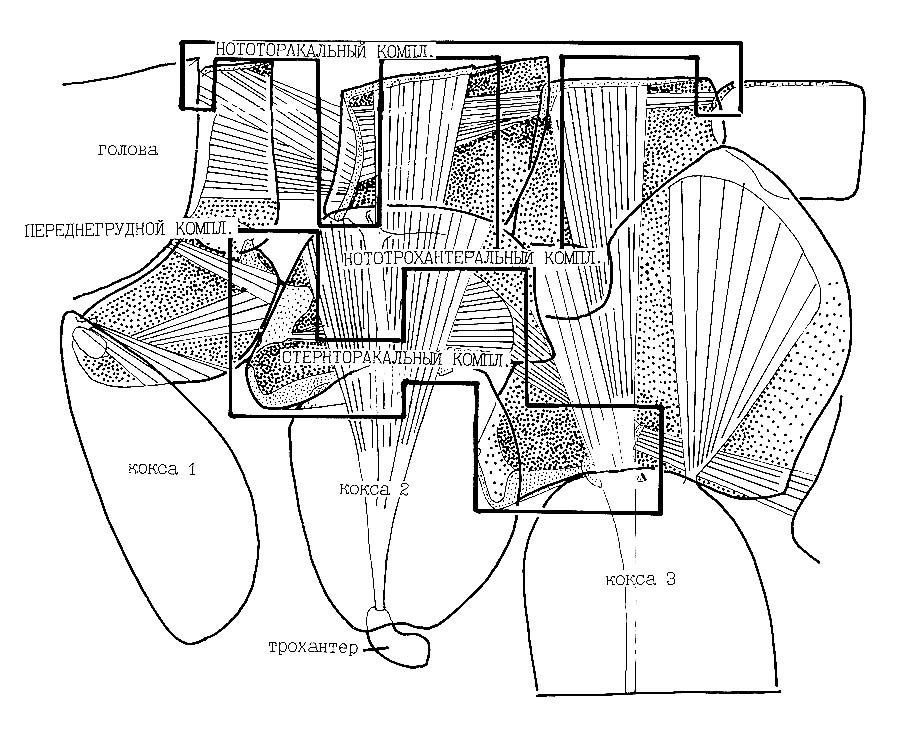 НОТОТОРАКАЛЬНЫЙ КОМПЛ.
голова
ПЕРЕДНЕГРУДНОЙ КОМПЛ.
НОТОТРОХАНТЕРАЛЬНЫЙ КОМПЛ.
СТЕРНТОРАКАЛЬНЫЙ КОМПЛ.
кокса 1
кокса 2
кокса 3
трохантер